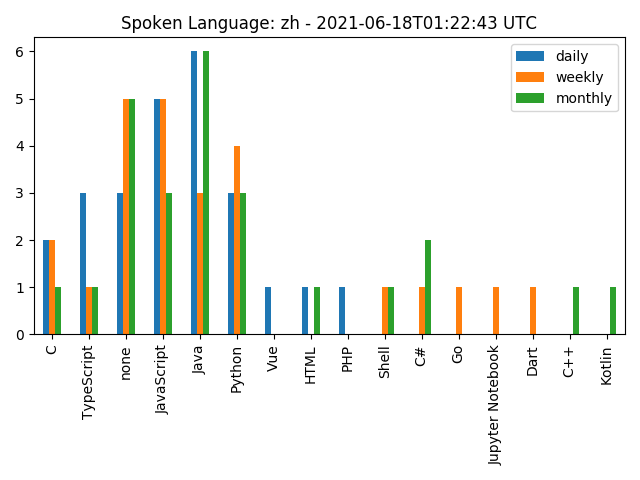 Spoken Language: zh - 2021-06-18T01:22:43 UTC
daily
weekly
monthly
6
5
4
3
2
1
0
C
TypeScript
none
JavaScript
Java
Python
Vue
HTML
PHP
Shell
C#
Go
Jupyter Notebook
Dart
C++
Kotlin